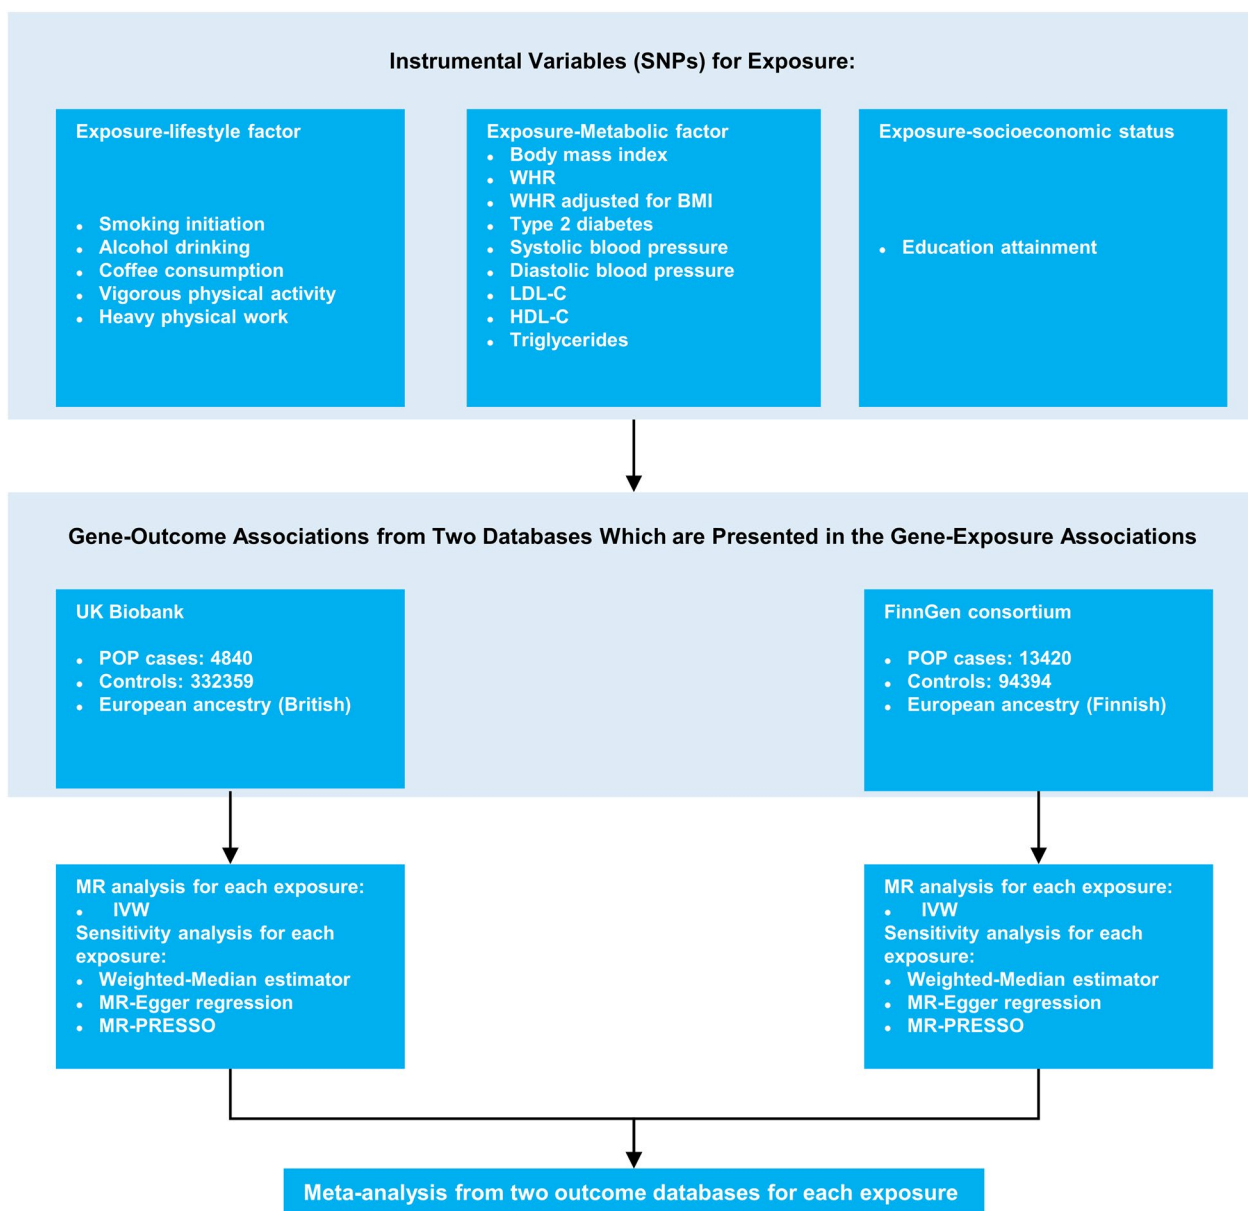 Instrumental Variables (SNPs) for Exposure:
Exposure-lifestyle factor
• Smoking initiation
• Alcohol drinking
• Coffee consumption
• Vigorous physical activity
• Heavy physical work
Exposure-Metabolic factor
• Body mass index
• WHR
• WHR adjusted for BMI
• Type 2 diabetes
• Systolic blood pressure
• Diastolic blood pressure
• LDL-C
• HDL-C
• Triglycerides
Exposure-socioeconomic status
• Education attainment
Gene-Outcome Associations from Two Databases Which are Presented in the Gene-Exposure Associations
UK Biobank
• POP cases: 4840
• Controls: 332359
• European ancestry (British)
FinnGen consortium
• POP cases: 13420
• Controls: 94394
• European ancestry (Finnish)
MR analysis for each exposure:
• IVW
Sensitivity analysis for each
exposure:
• Weighted-Median estimator
• MR-Egger regression
• MR-PRESSO
MR analysis for each exposure:
• IVW
Sensitivity analysis for each
exposure:
• Weighted-Median estimator
• MR-Egger regression
• MR-PRESSO
Meta-analysis from two outcome databases for each exposure